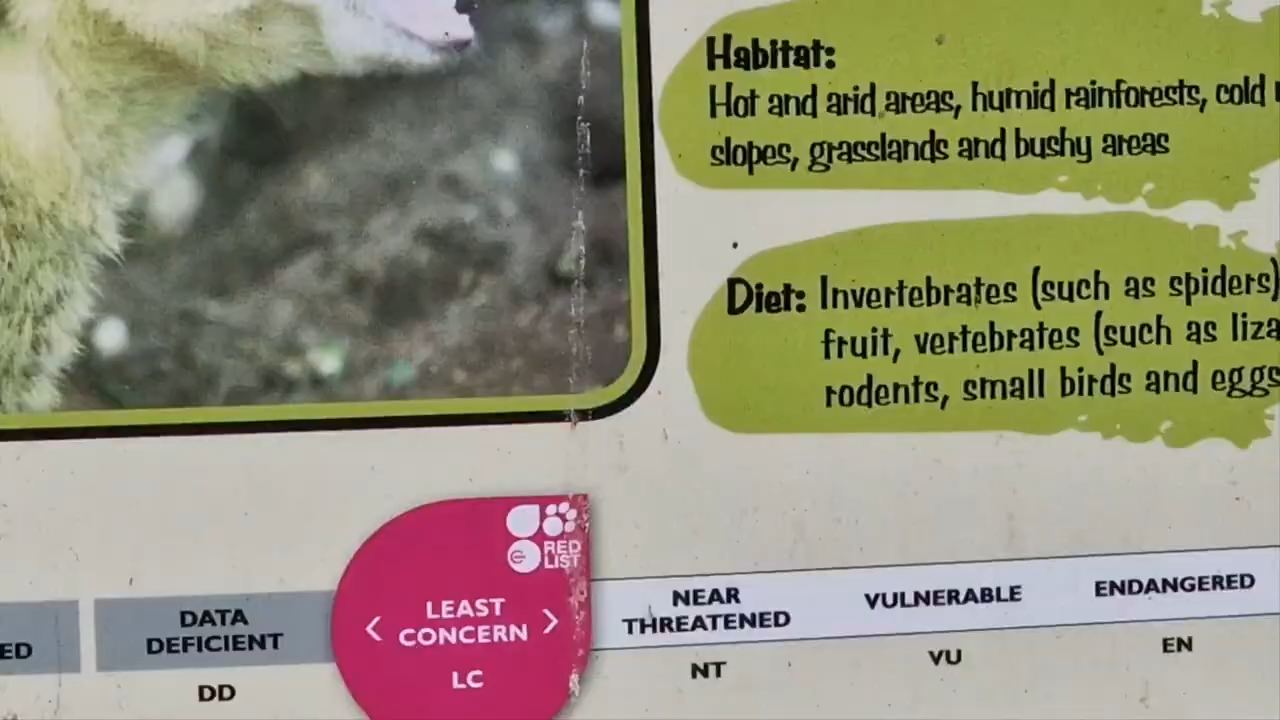 Habitat:
Hot and arid areas, humid rainforests, cold
slopes, grasslands and bushy areas
Diet: Invertebrates (such as spiders)
fruit, vertebrates (such as liza
rodents, small birds and eggs
RED
LIST
LEAST
CONCERN
LC
ED
DATA
DEFICIENT
DD
NEAR
THREATENED
NT
VULNERABLE
VU
ENDANGERED
EN